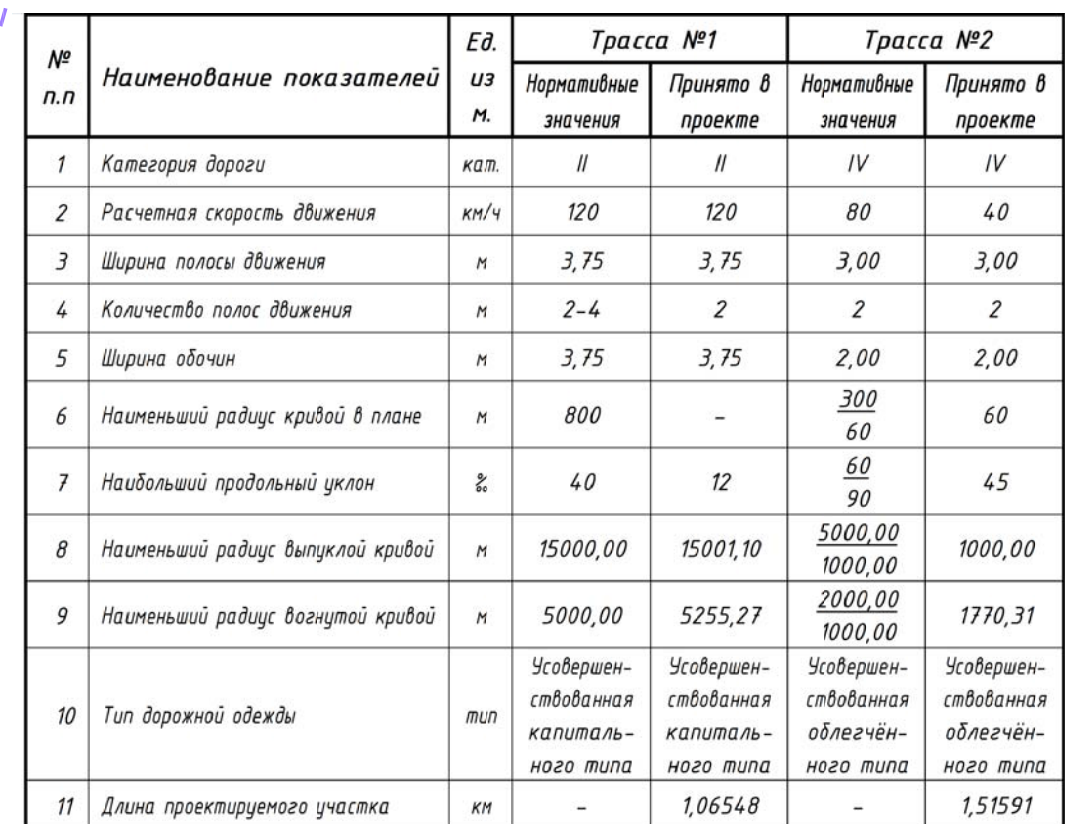 № п.п | Наименование показателей | Ед. из м. | Трасса №1 | Трасса №2
Нормативные значения | Принято в проекте | Нормативные значения | Принято в проекте
1 | Категория дороги | кат. | II | II | IV | IV
2 | Расчетная скорость движения | км/ч | 120 | 120 | 80 | 40
3 | Ширина полосы движения | м | 3,75 | 3,75 | 3,00 | 3,00
4 | Количество полос движения | м | 2-4 | 2 | 2 | 2
5 | Ширина обочин | м | 3,75 | 3,75 | 2,00 | 2,00
6 | Наименьший радиус кривой в плане | м | 800 | - | 300/60 | 60
7 | Наибольший продольный уклон | ‰ | 40 | 12 | 60/90 | 45
8 | Наименьший радиус выпуклой кривой | м | 15000,00 | 15001,10 | 5000,00/1000,00 | 1000,00
9 | Наименьший радиус вогнутой кривой | м | 5000,00 | 5255,27 | 2000,00/1000,00 | 1770,31
10 | Тип дорожной одежды | тип | Усовершен-ствованная капиталь-ного типа | Усовершен-ствованная капиталь-ного типа | Усовершен-ствованная облегчён-ного типа | Усовершен-ствованная облегчён-ного типа
11 | Длина проектируемого участка | км | - | 1,06548 | - | 1,51591